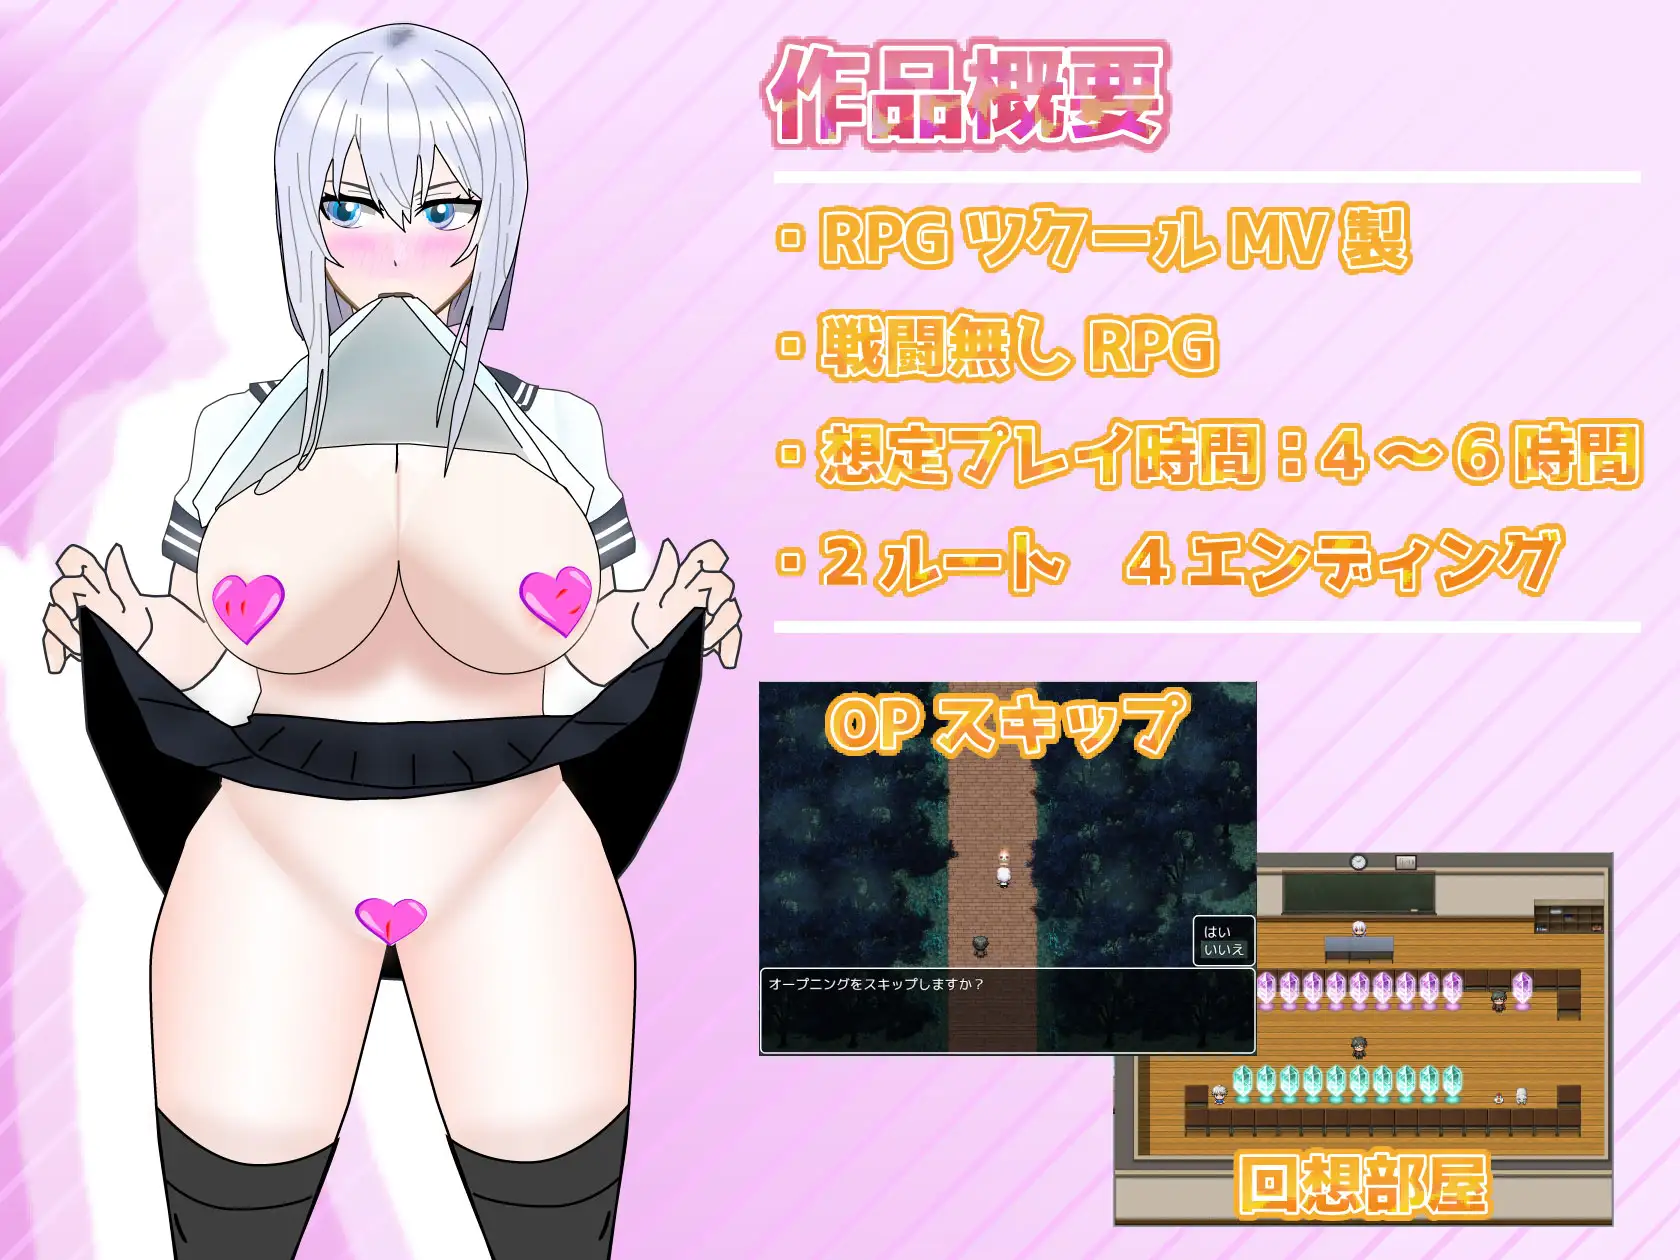 作品概要
・RPGツクールMV製
・戦闘無しRPG
・想定プレイ時間：4～6時間
・2ルート　4エンディング
OPスキップ
はい
いいえ
オープニングをスキップしますか？
回想部屋